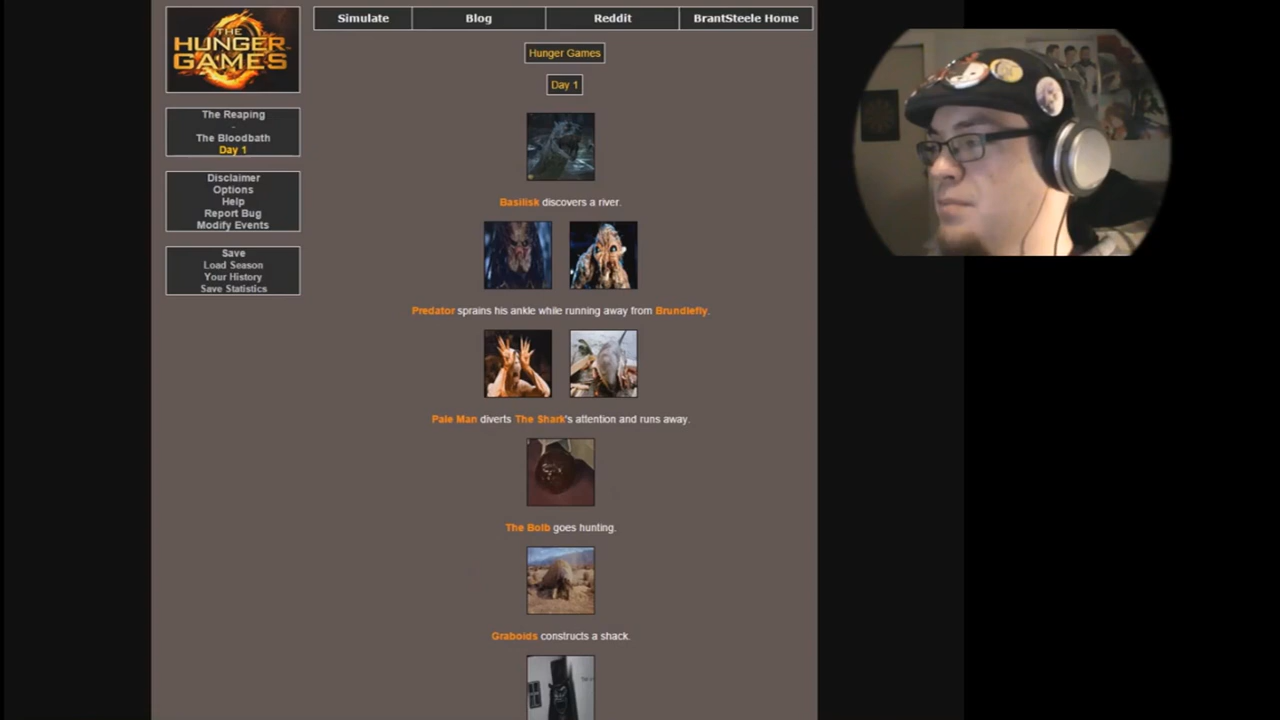 THE
HUNGER
GAMES
Simulate Blog Reddit BrantSteele Home
The Reaping
-
The Bloodbath
Day 1
Disclaimer
Options
Help
Report Bug
Modify Events
Save
Load Season
Your History
Save Statistics
Hunger Games
Day 1
Basilisk discovers a river.
Predator sprains his ankle while running away from Brundlefly.
Pale Man diverts The Shark's attention and runs away.
The Bolb goes hunting.
Graboids constructs a shack.